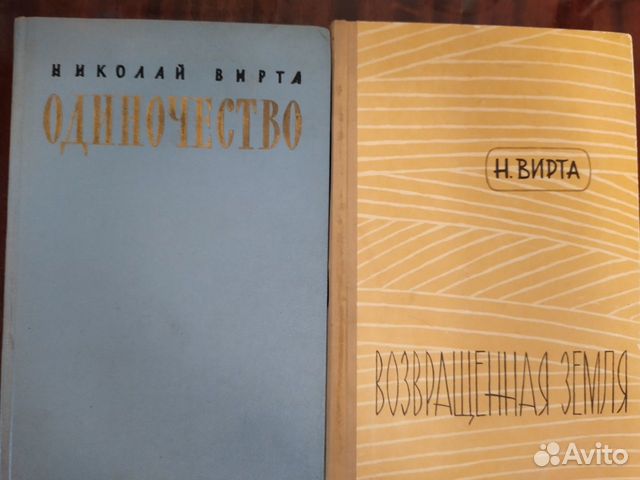 НИКОЛАЙ ВИРТА
ОДИНОЧЕСТВО
Н. ВИРТА
ВОЗВРАЩЕННАЯ ЗЕМЛЯ
Avito